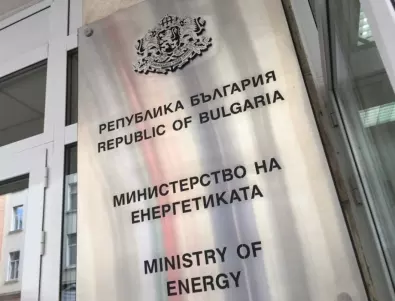 РЕПУБЛИКА БЪЛГАРИЯ
REPUBLIC OF BULGARIA
МИНИСТЕРСТВО НА
ЕНЕРГЕТИКАТА
MINISTRY OF
ENERGY